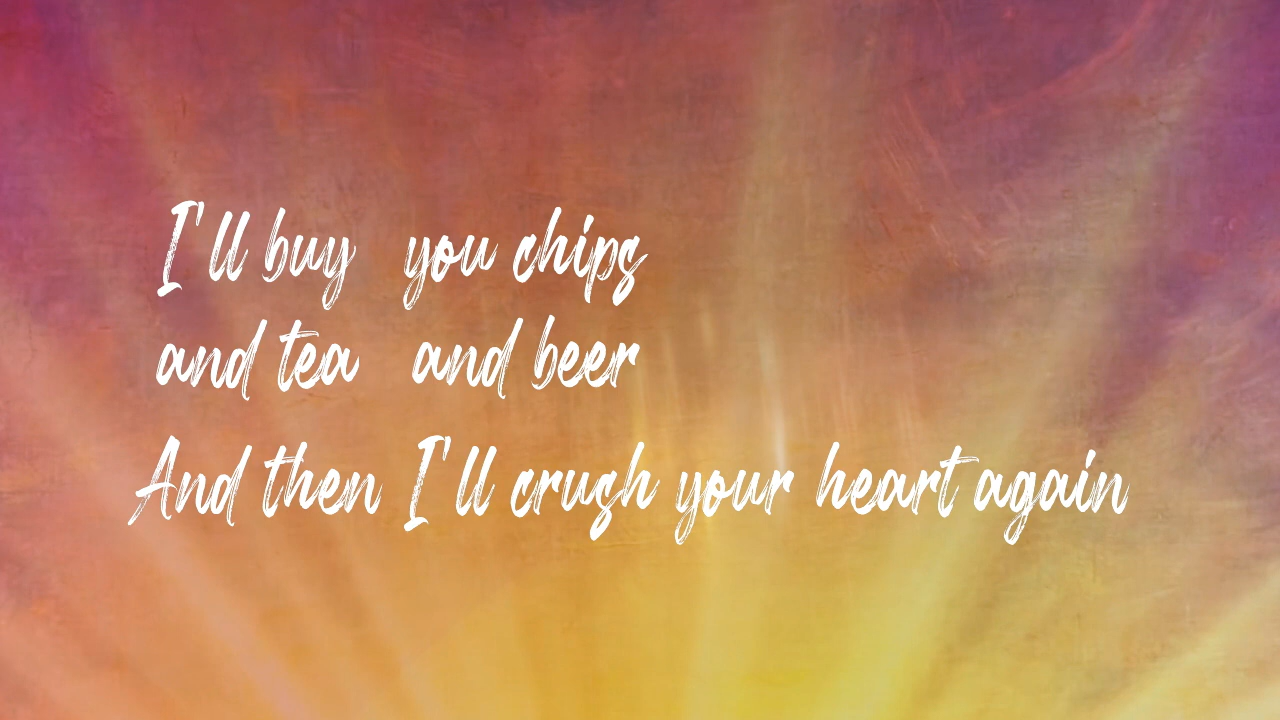 I'll buy you chips
and tea and beer
And then I'll crush your heart again